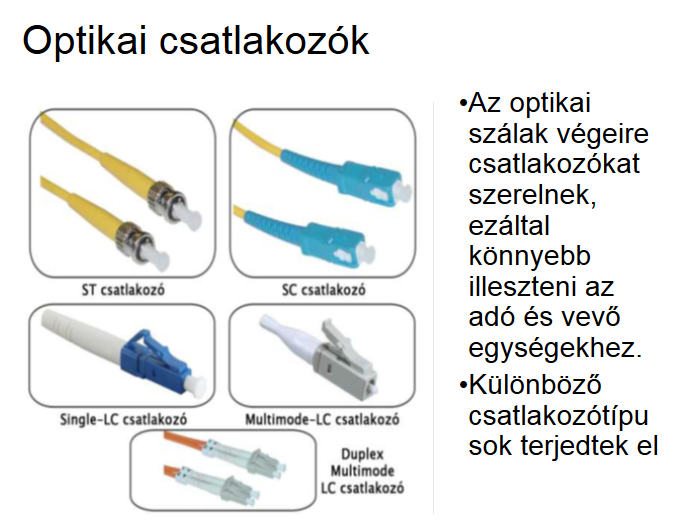 Optikai csatlakozók
ST csatlakozó
SC csatlakozó
Single-LC csatlakozó
Multimode-LC csatlakozó
Duplex
Multimode
LC csatlakozó
•Az optikai
szálak végeire
csatlakozókat
szerelnek,
ezáltal
könnyebb
illeszteni az
adó és vevő
egységekhez.
•Különböző
csatlakozótípu
sok terjedtek el